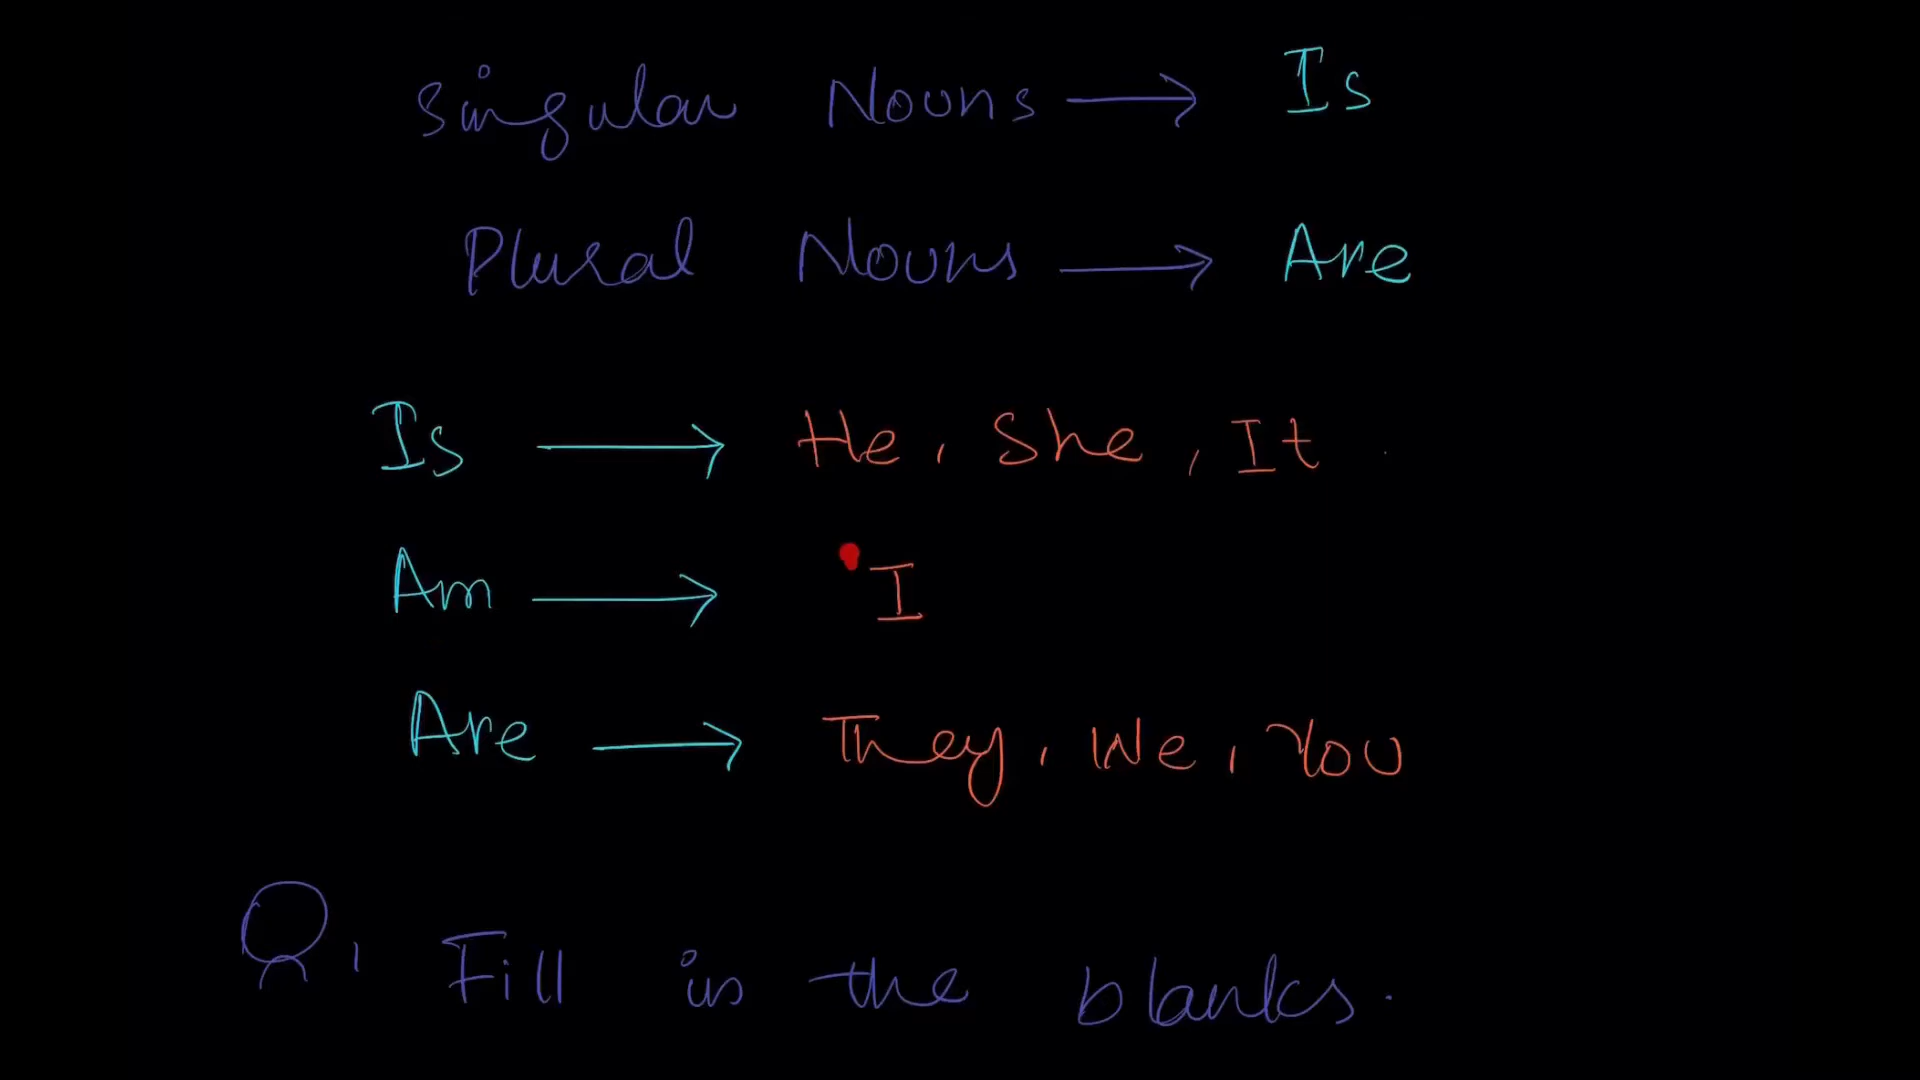 Singular Nouns → Is
Plural Nouns → Are
Is → He, She, It.
Am → I
Are → They, We, You
Q, Fill in the blanks.